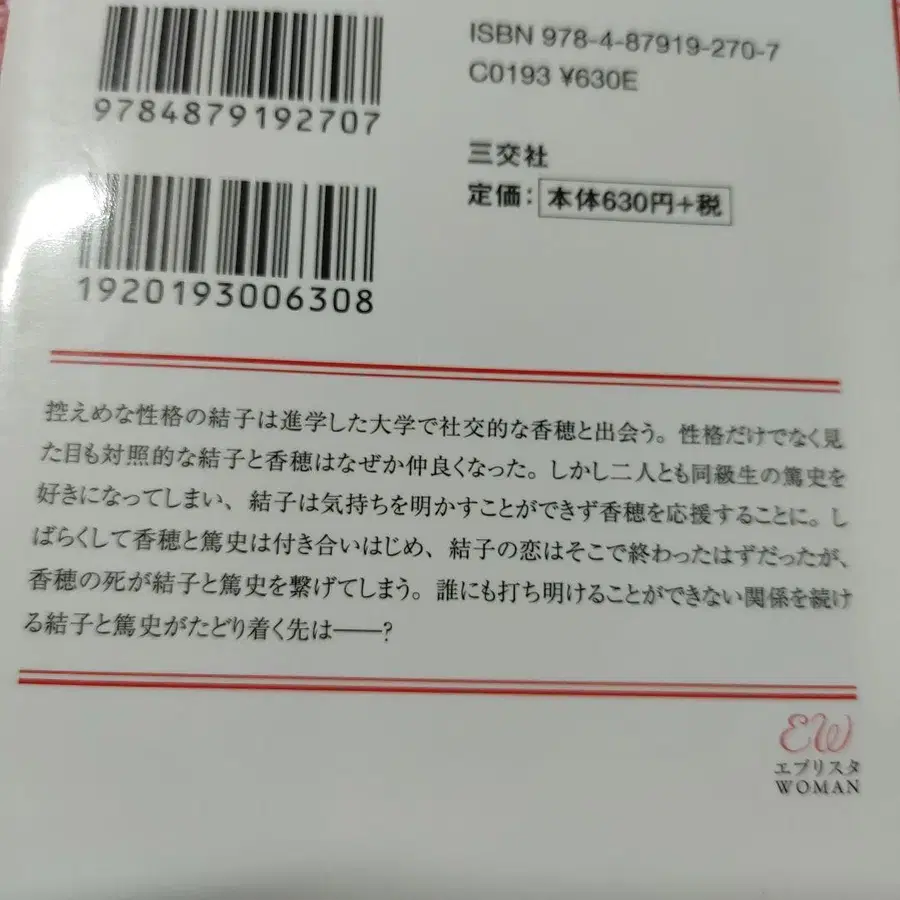 9784879192707
ISBN 978-4-87919-270-7
C0193 ¥630E
三交社
定価：本体630円+税
1920193006308
控えめな性格の結子は進学した大学で社交的な香穂と出会う。性格だけでなく見
た目も対照的な結子と香穂はなぜか仲良くなった。しかし二人とも同級生の篤史を
好きになってしまい、結子は気持ちを明かすことができず香穂を応援することに。し
ばらくして香穂と篤史は付き合いはじめ、結子の恋はそこで終わったはずだったが、
香穂の死が結子と篤史を繋げてしまう。誰にも打ち明けることができない関係を続け
る結子と篤史がたどり着く先は――?
EW
エブリスタ
WOMAN